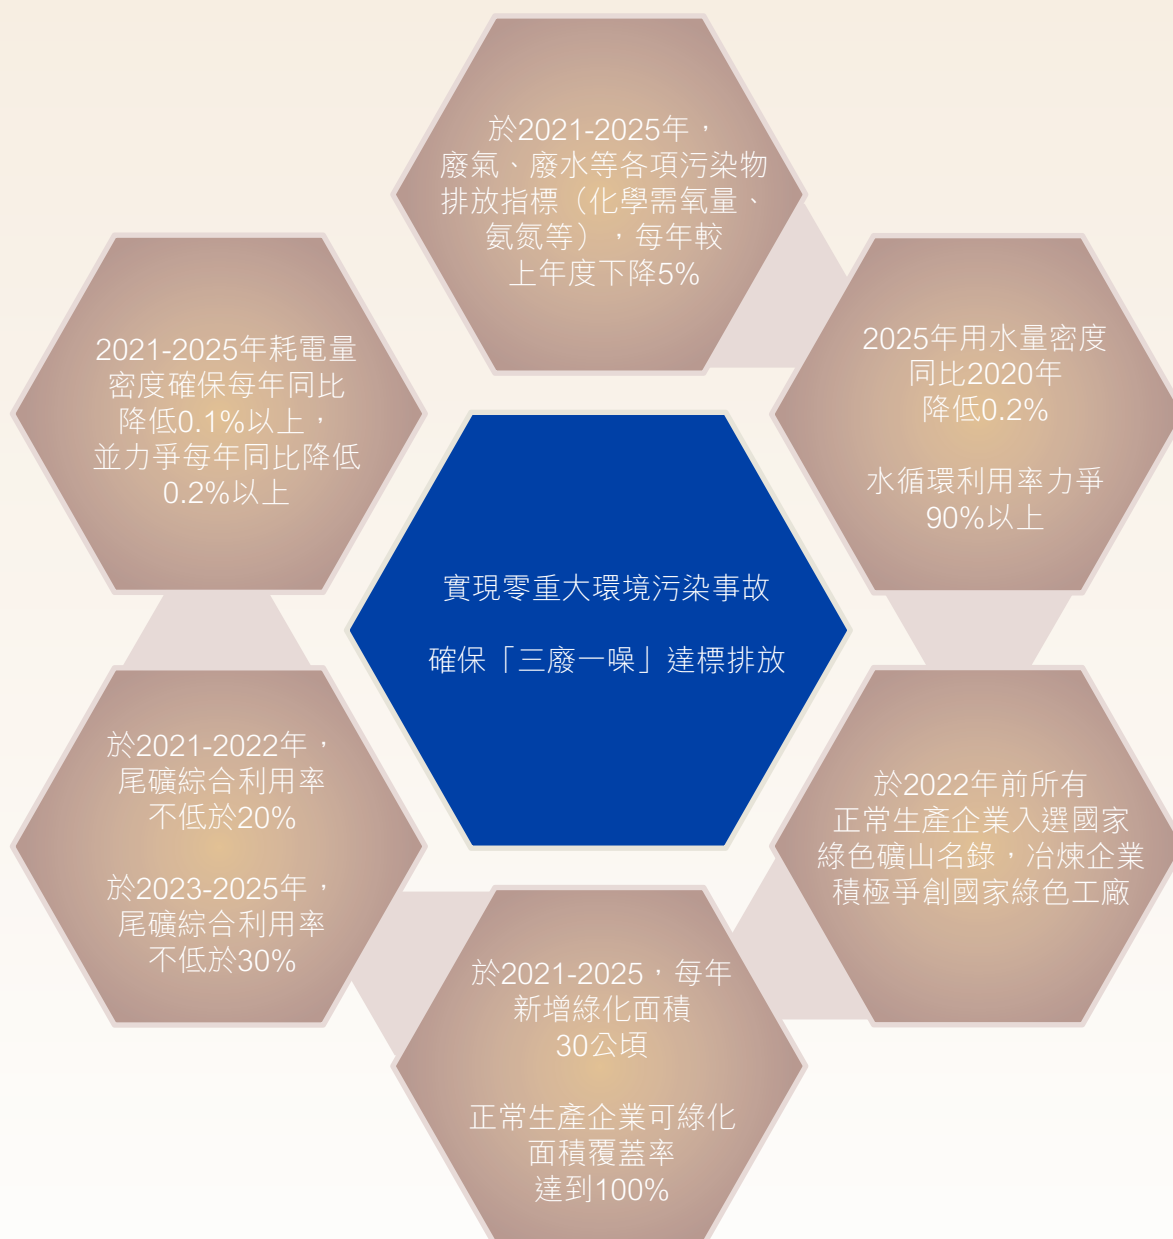 於2021-2025年，
廢氣、廢水等各項污染物
排放指標（化學需氧量、
氨氮等），每年較
上年度下降5%
2025年用水量密度
同比2020年
降低0.2%
水循環利用率力爭
90%以上
於2022年前所有
正常生產企業入選國家
綠色礦山名錄，冶煉企業
積極爭創國家綠色工廠
於2021-2025，每年
新增綠化面積
30公頃
正常生產企業可綠化
面積覆蓋率
達到100%
於2021-2022年，
尾礦綜合利用率
不低於20%
於2023-2025年，
尾礦綜合利用率
不低於30%
2021-2025年耗電量
密度確保每年同比
降低0.1%以上，
並力爭每年同比降低
0.2%以上
實現零重大環境污染事故
確保「三廢一噪」達標排放